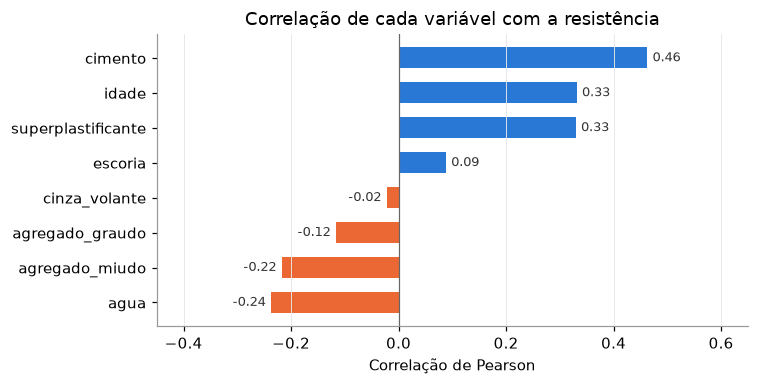 Correlação de cada variável com a resistência
cimento 0.46
idade 0.33
superplastificante 0.33
escoria 0.09
cinza_volante -0.02
agregado_graudo -0.12
agregado_miudo -0.22
agua -0.24
−0.4 −0.2 0.0 0.2 0.4 0.6
Correlação de Pearson